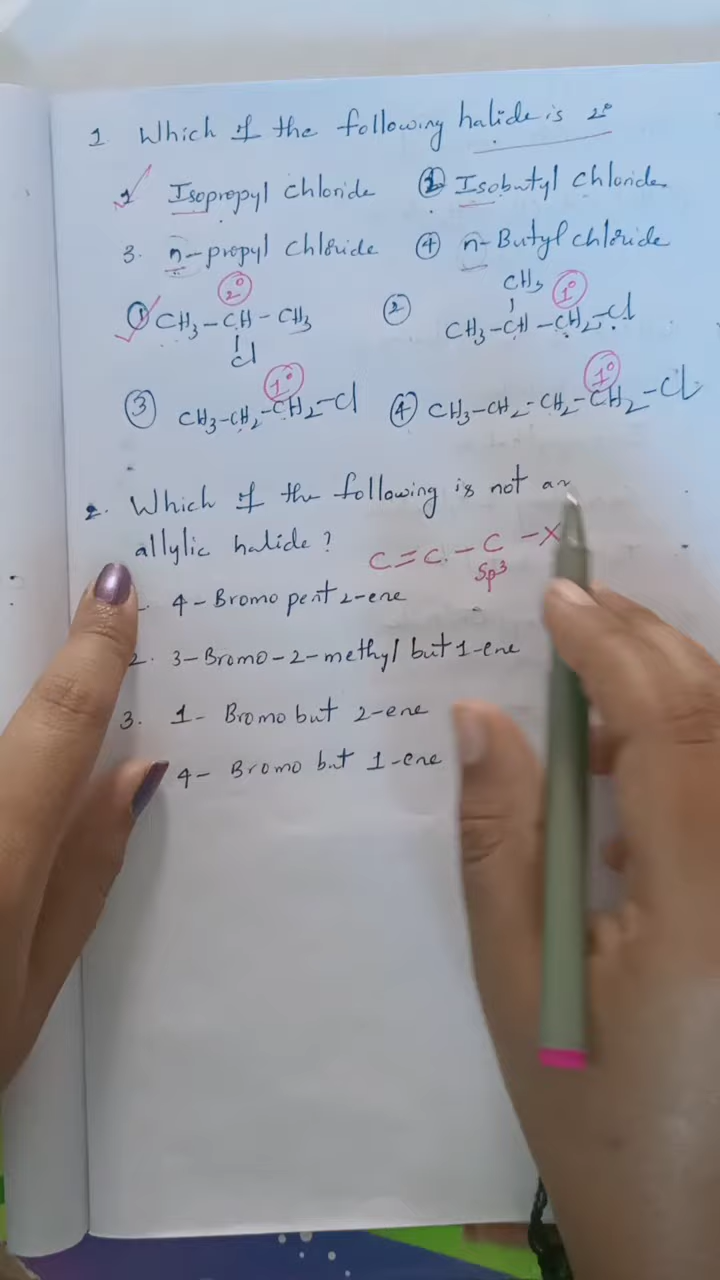 1 Which of the following halide is 2°
1 Isopropyl chloride ② Isobutyl chloride
3. n-propyl chloride ④ n-Butyl chloride
2°
① CH₃-CH-CH₃
Cl
CH₃ 1°
② CH₃-CH-CH₂-Cl
1°
③ CH₃-CH₂-CH₂-Cl
1°
④ CH₃-CH₂-CH₂-CH₂-Cl
2. Which of the following is not an
allylic halide?
C=C-C-X
Sp³
1. 4-Bromo pent 2-ene
2. 3-Bromo-2-methyl but 1-ene
3. 1- Bromo but 2-ene
4- Bromo but 1-ene